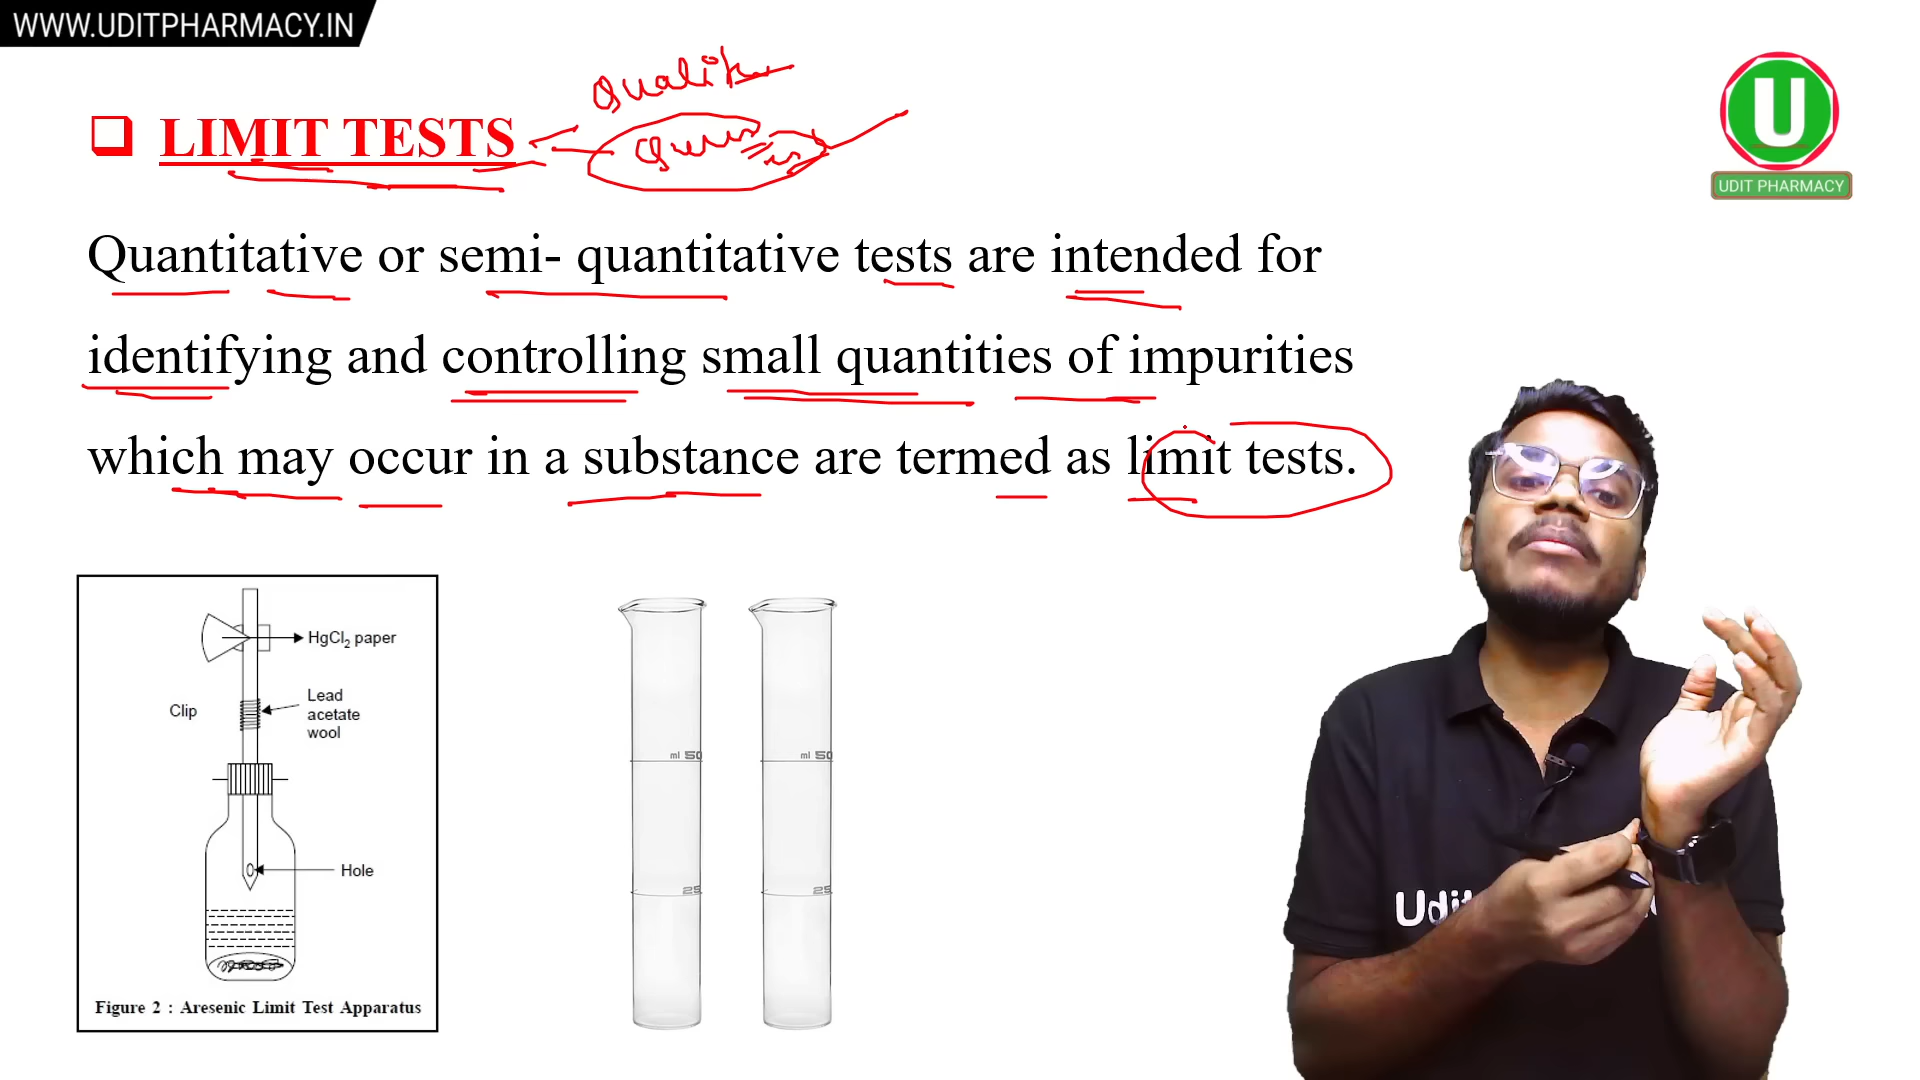 WWW.UDITPHARMACY.IN
Qualit
LIMIT TESTS
U
UDIT PHARMACY
Quantitative or semi- quantitative tests are intended for
identifying and controlling small quantities of impurities
which may occur in a substance are termed as limit tests.
HgCl₂ paper
Clip
Lead
acetate
wool
Hole
Figure 2 : Aresenic Limit Test Apparatus
ml 50
25
ml 50
25
Udit